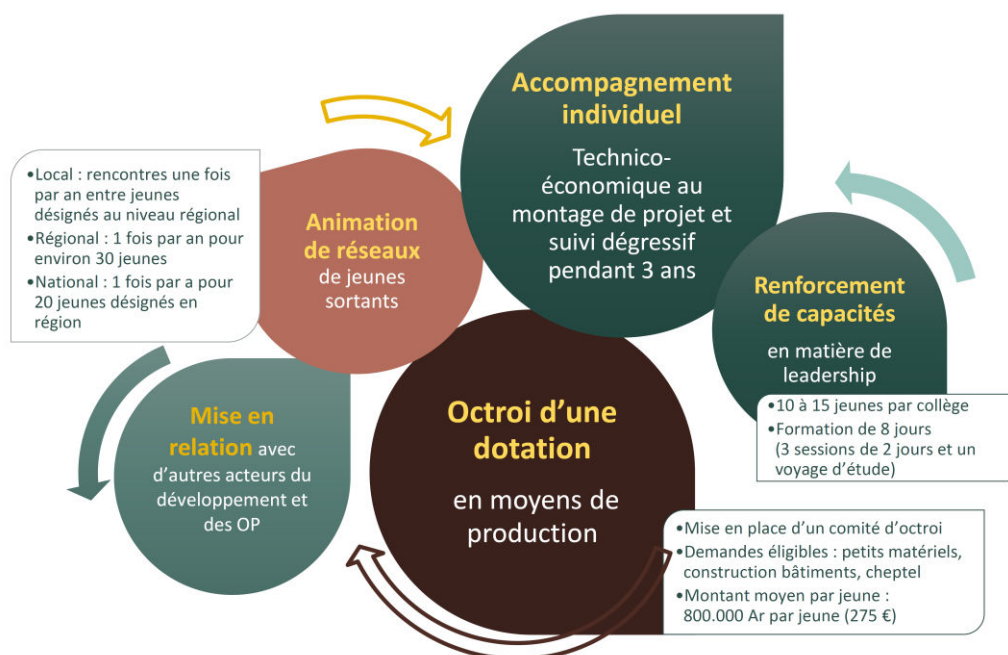 Accompagnement
individuel
Technico-
économique au
montage de projet et
suivi dégressif
pendant 3 ans
•Local : rencontres une fois
par an entre jeunes
désignés au niveau régional
•Régional : 1 fois par an pour
environ 30 jeunes
•National : 1 fois par a pour
20 jeunes désignés en
région
Animation
de réseaux
de jeunes
sortants
Renforcement
de capacités
en matière de
leadership
•10 à 15 jeunes par collège
•Formation de 8 jours
(3 sessions de 2 jours et un
voyage d’étude)
Mise en
relation avec
d’autres acteurs du
développement et
des OP
Octroi d’une
dotation
en moyens de
production
•Mise en place d’un comité d’octroi
•Demandes éligibles : petits matériels,
construction bâtiments, cheptel
•Montant moyen par jeune :
800.000 Ar par jeune (275 €)